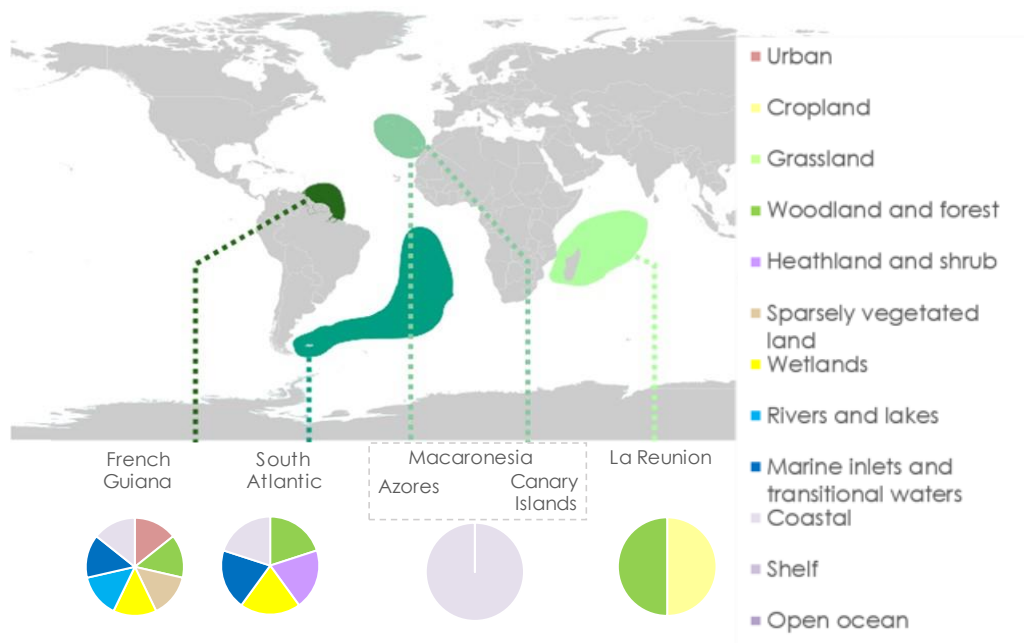 Urban
Cropland
Grassland
Woodland and forest
Heathland and shrub
Sparsely vegetated
land
Wetlands
Rivers and lakes
Marine inlets and
transitional waters
Coastal
Shelf
Open ocean
French
Guiana
South
Atlantic
Macaronesia
Azores
Canary
Islands
La Reunion